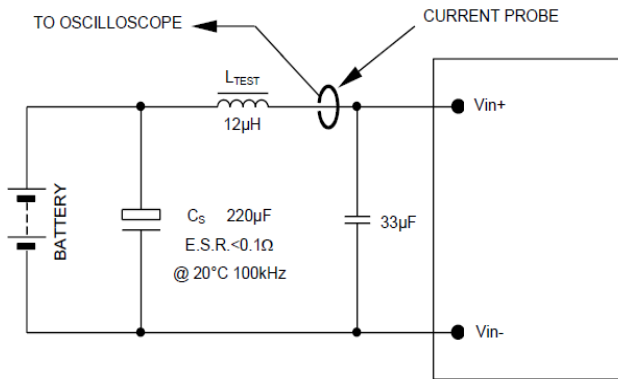 TO OSCILLOSCOPE
CURRENT PROBE
LTEST
12µH
Vin+
BATTERY
CS 220µF
E.S.R.<0.1Ω
@ 20°C 100kHz
33µF
Vin-